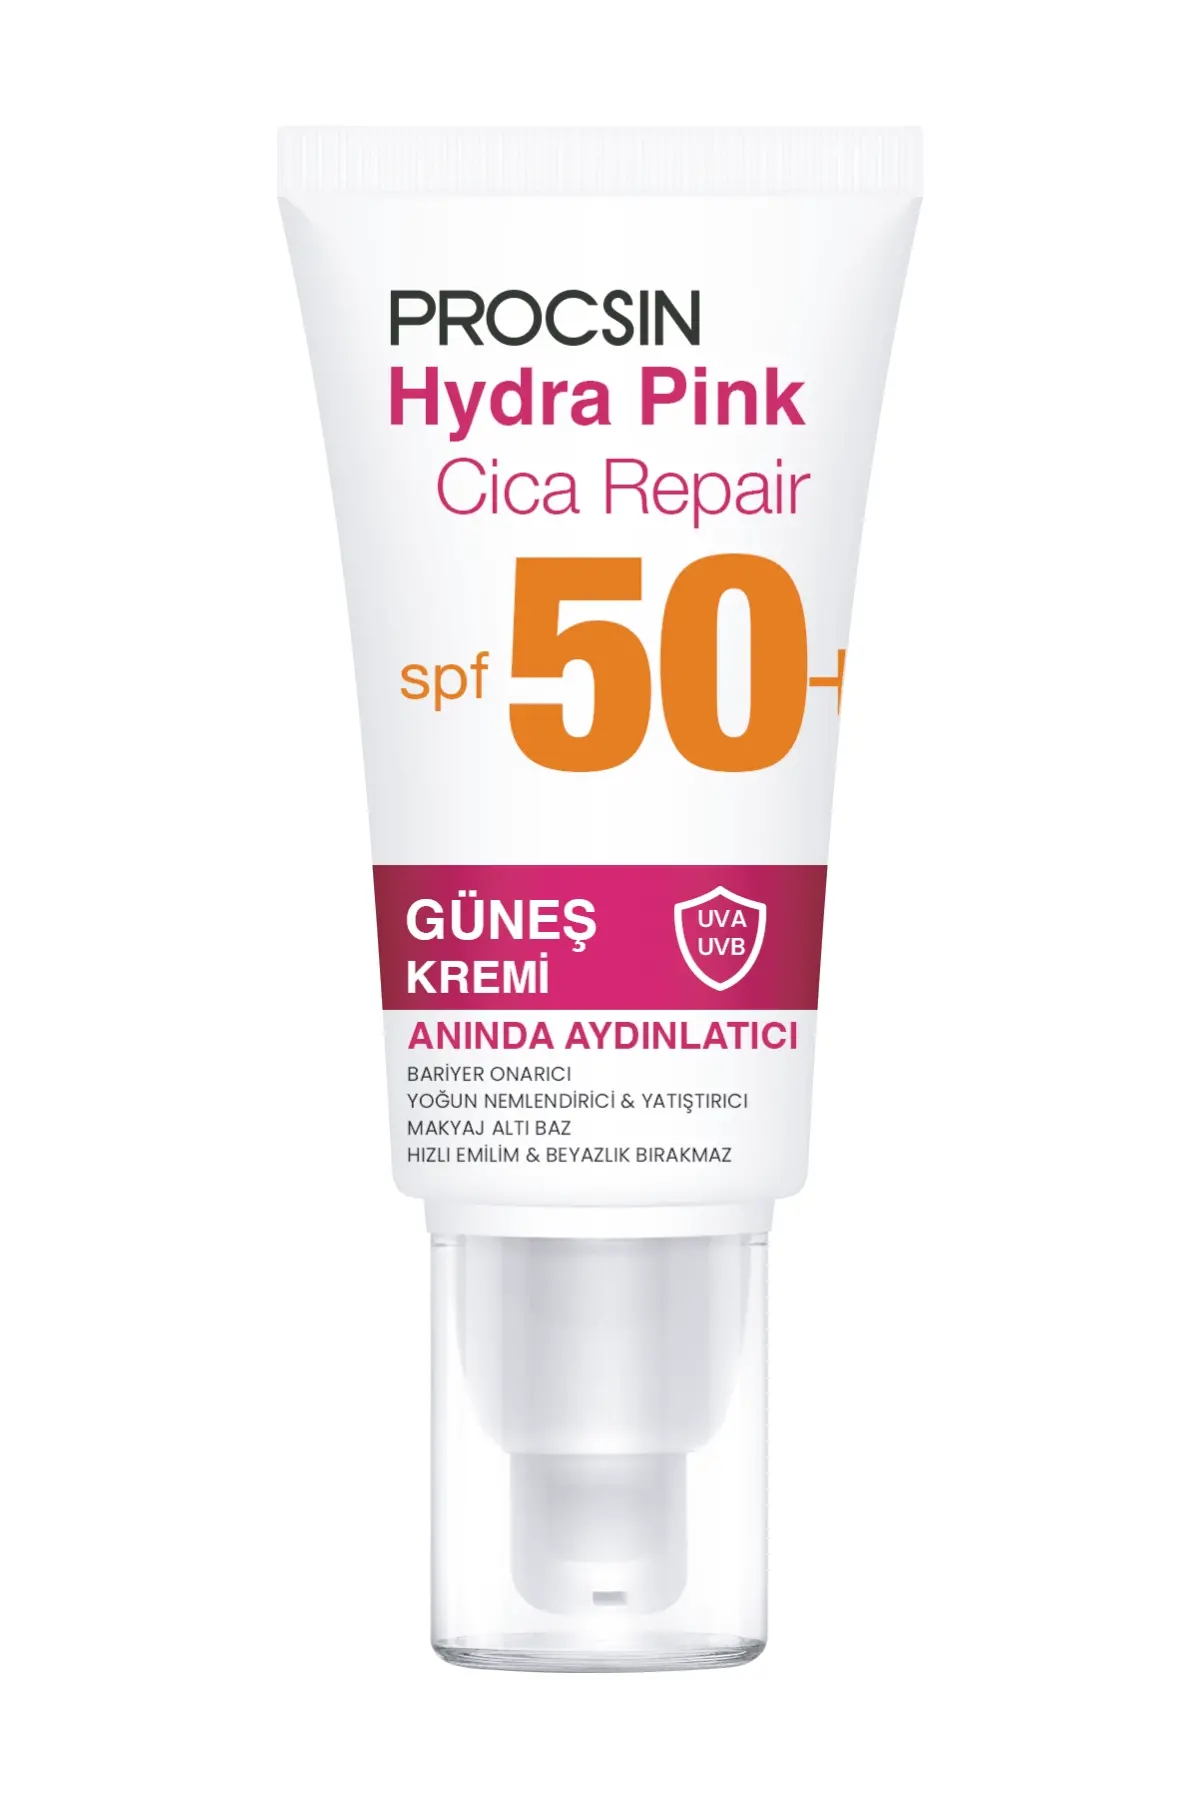 PROCSIN
Hydra Pink
Cica Repair
spf 50+
GÜNEŞ
KREMİ
UVA
UVB
ANINDA AYDINLATICI
BARİYER ONARICI
YOĞUN NEMLENDİRİCİ & YATIŞTIRICI
MAKYAJ ALTI BAZ
HIZLI EMİLİM & BEYAZLIK BIRAKMAZ